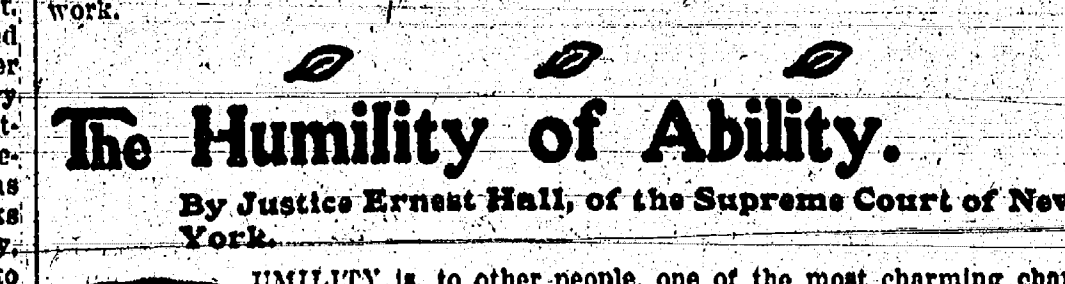 work.
The Humility of Ability.
By Justice Ernest Hall, of the Supreme Court of New
York.
UMILITY is, to other people, one of the most charming